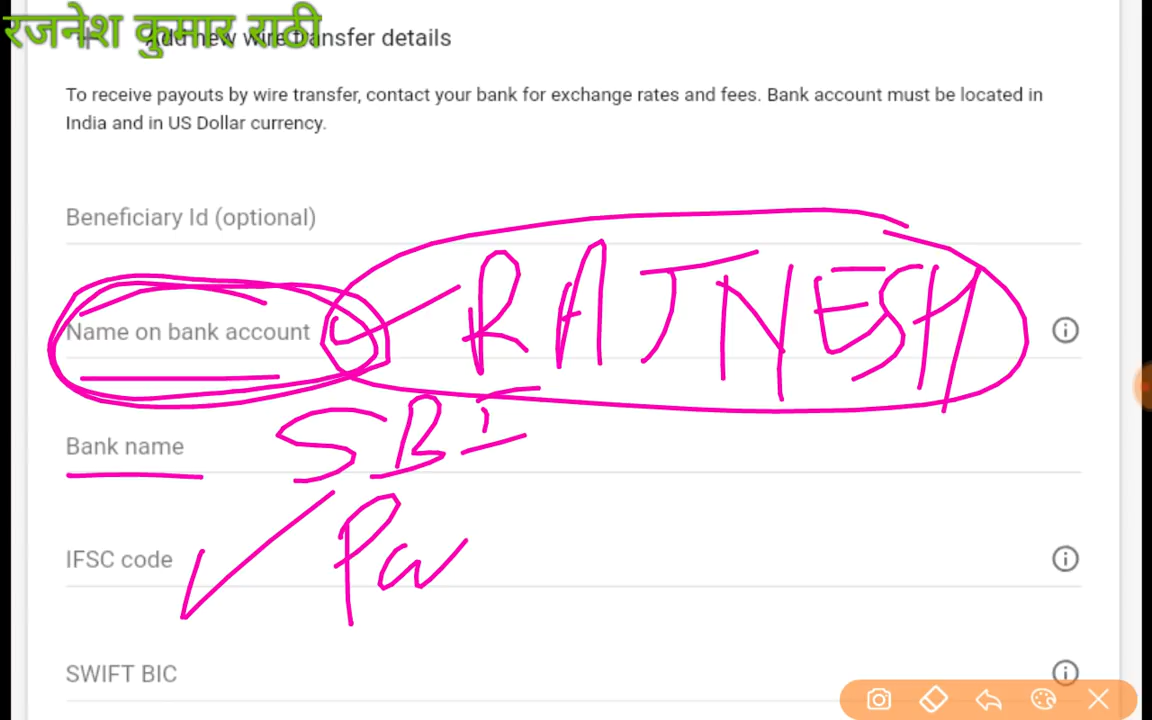 रजनेश कुमार राठी
Add new wire transfer details
To receive payouts by wire transfer, contact your bank for exchange rates and fees. Bank account must be located in
India and in US Dollar currency.
Beneficiary Id (optional)
Name on bank account RAJNESH
Bank name SBI
IFSC code
SWIFT BIC